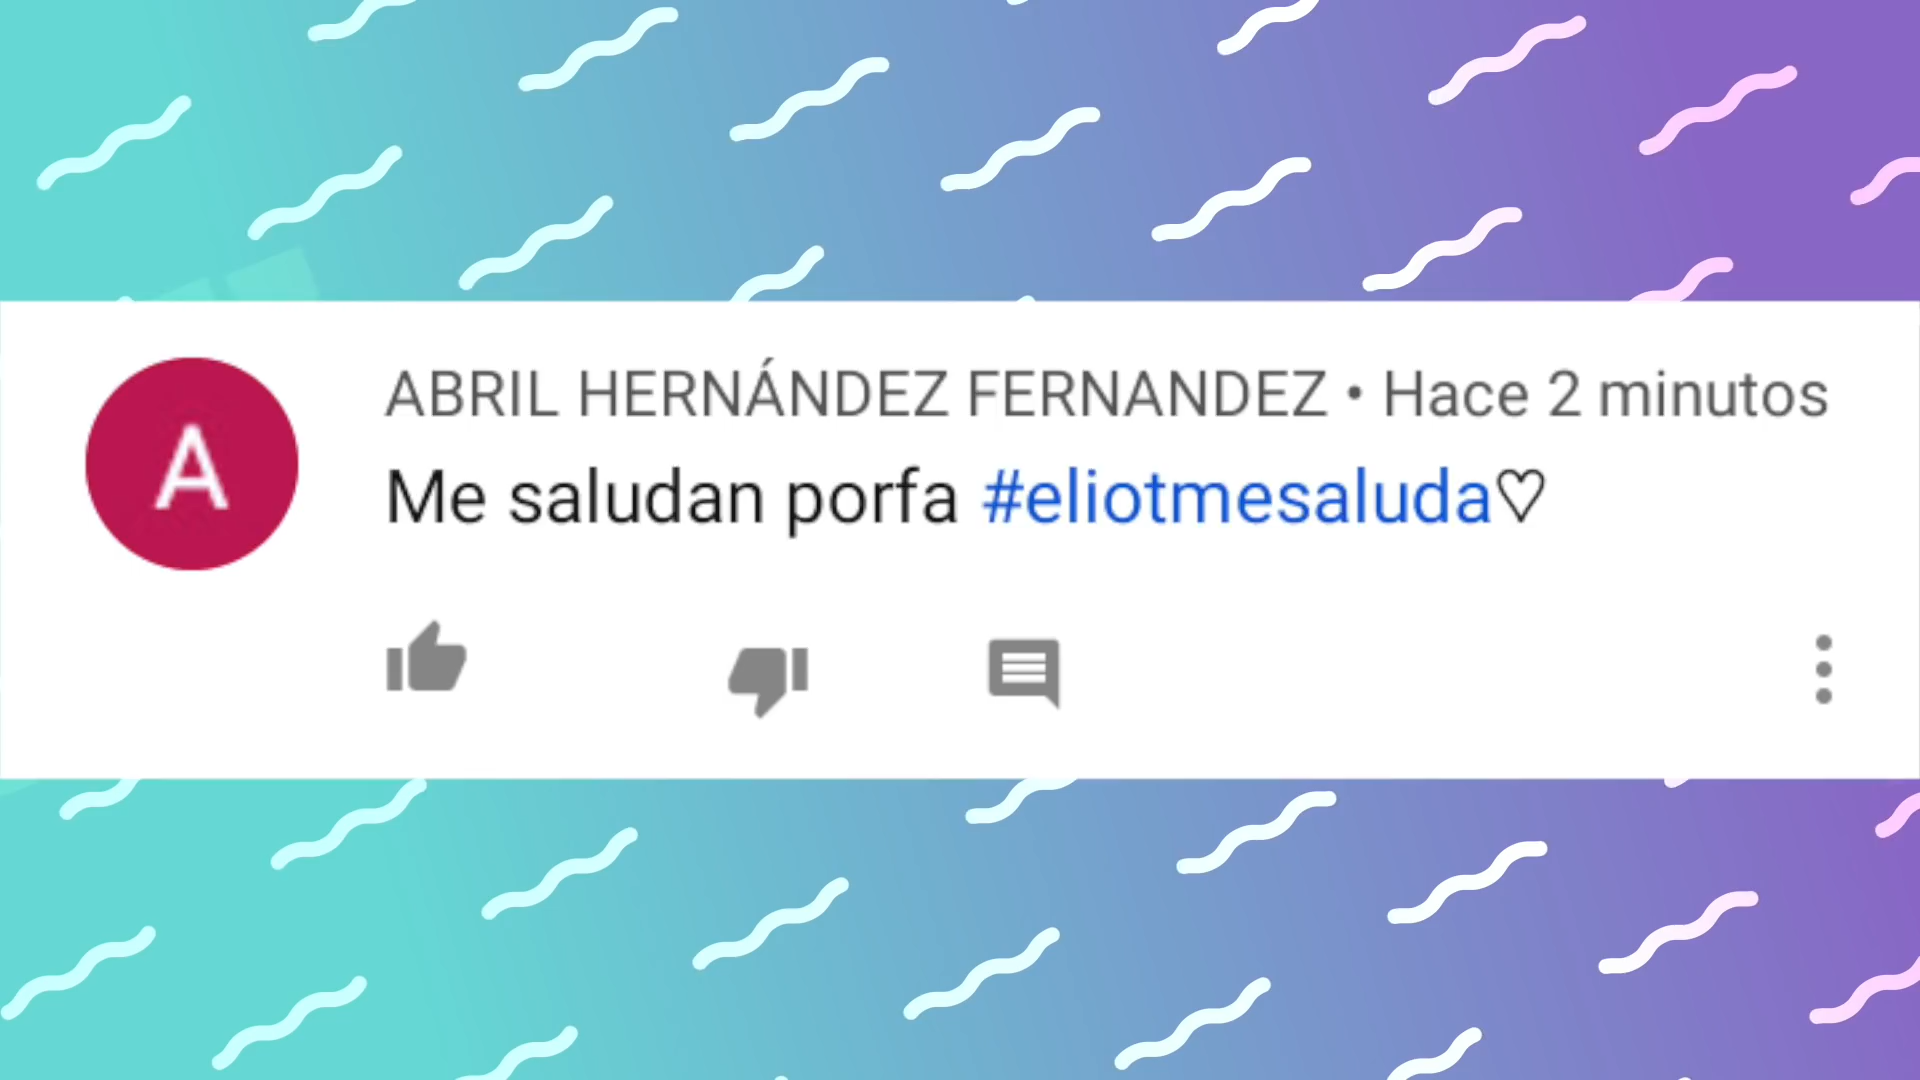 A
ABRIL HERNÁNDEZ FERNANDEZ • Hace 2 minutos
Me saludan porfa #eliotmesaluda♡